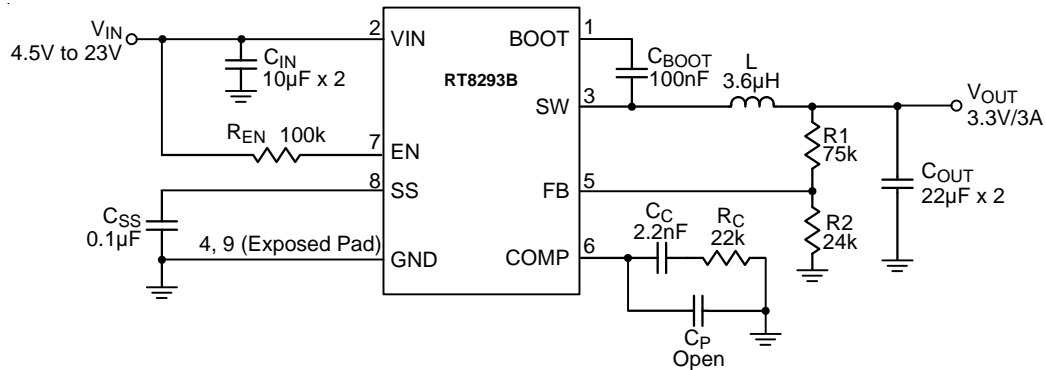 VIN
4.5V to 23V
CIN
10µF x 2
REN 100k
CSS
0.1µF
4, 9 (Exposed Pad)
2
7
8
VIN
EN
SS
GND
RT8293B
BOOT
SW
FB
COMP
1
3
5
6
CBOOT
100nF
L
3.6µH
VOUT
3.3V/3A
R1
75k
R2
24k
COUT
22µF x 2
CC
2.2nF
RC
22k
CP
Open